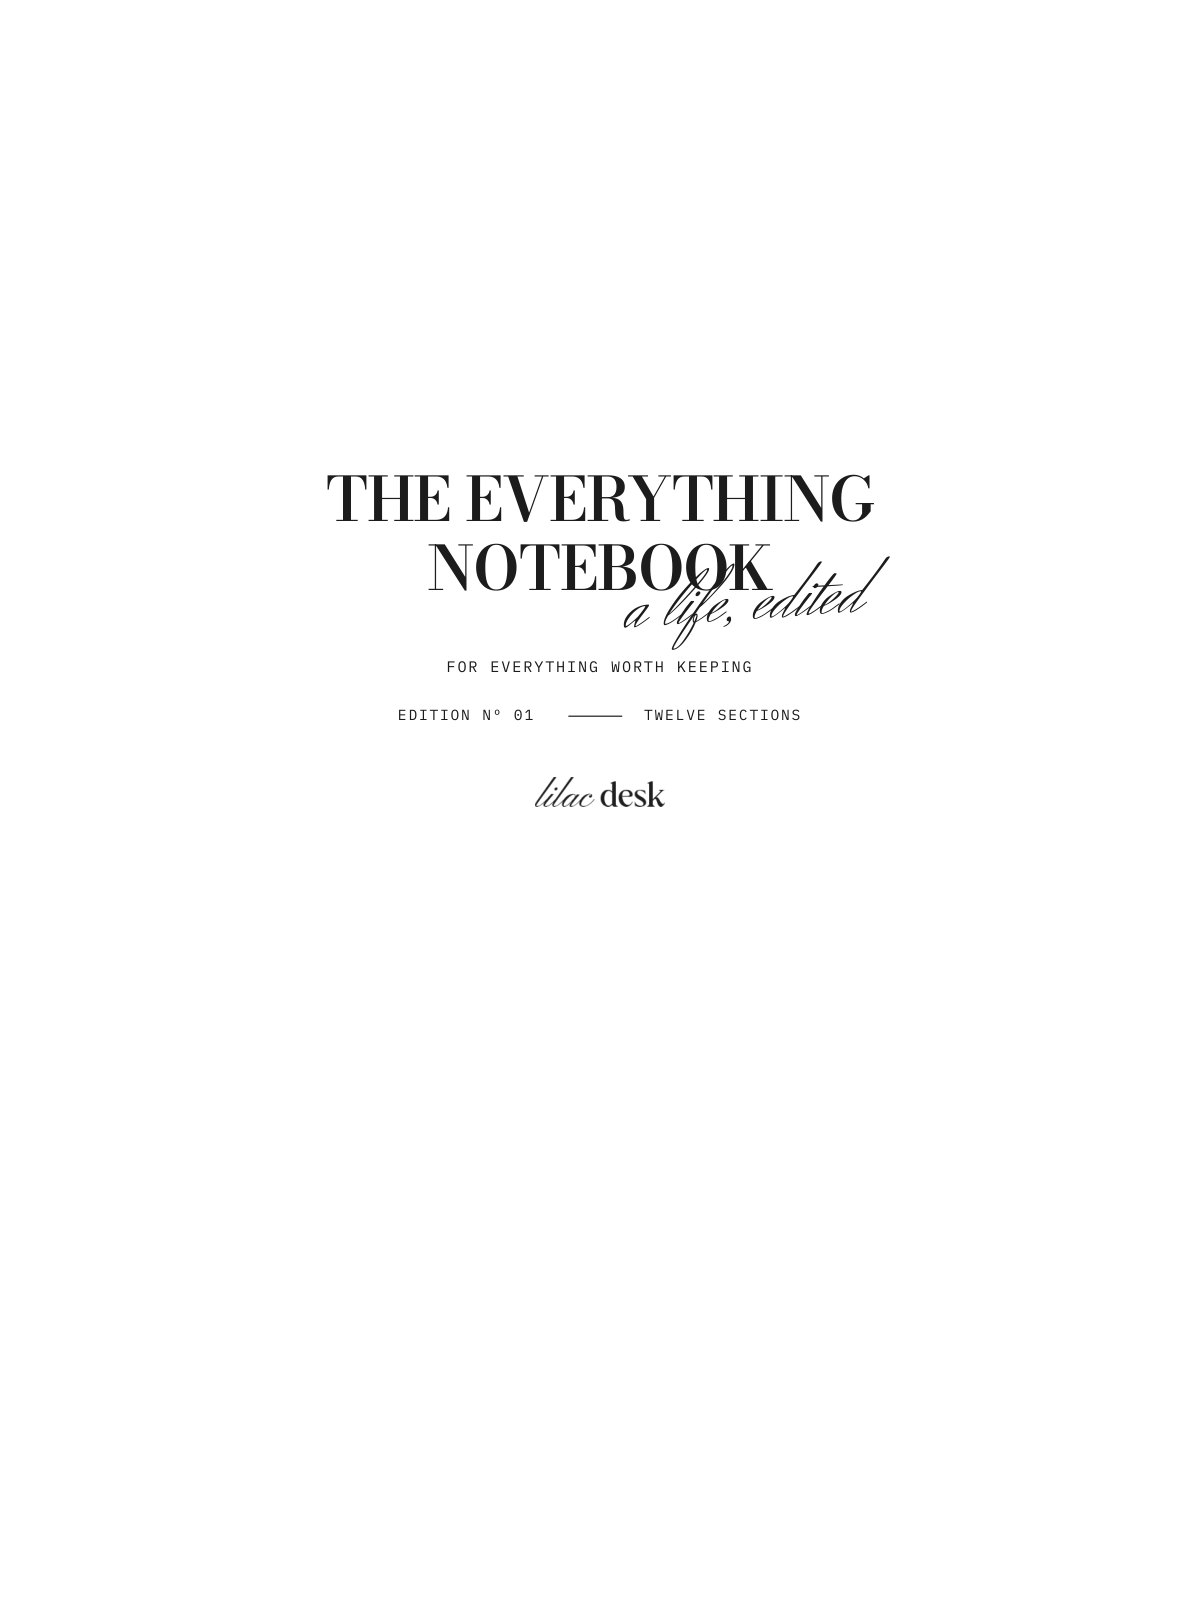 THE EVERYTHING
NOTEBOOK
a life, edited
FOR EVERYTHING WORTH KEEPING
EDITION Nº 01 —— TWELVE SECTIONS
lilac desk